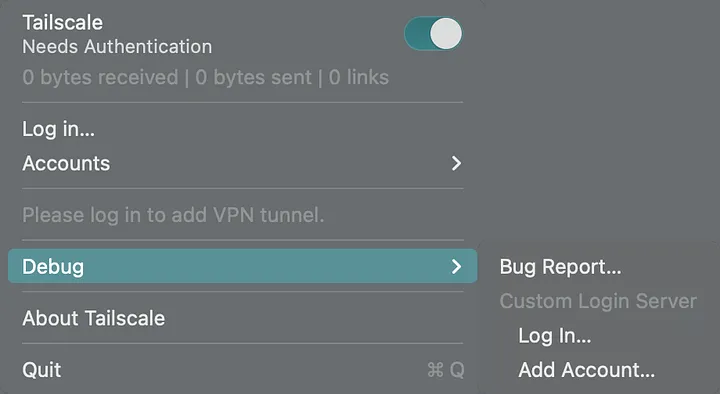 Tailscale
Needs Authentication
0 bytes received | 0 bytes sent | 0 links
Log in...
Accounts
Please log in to add VPN tunnel.
Debug
About Tailscale
Quit ⌘ Q
Bug Report...
Custom Login Server
Log In...
Add Account...